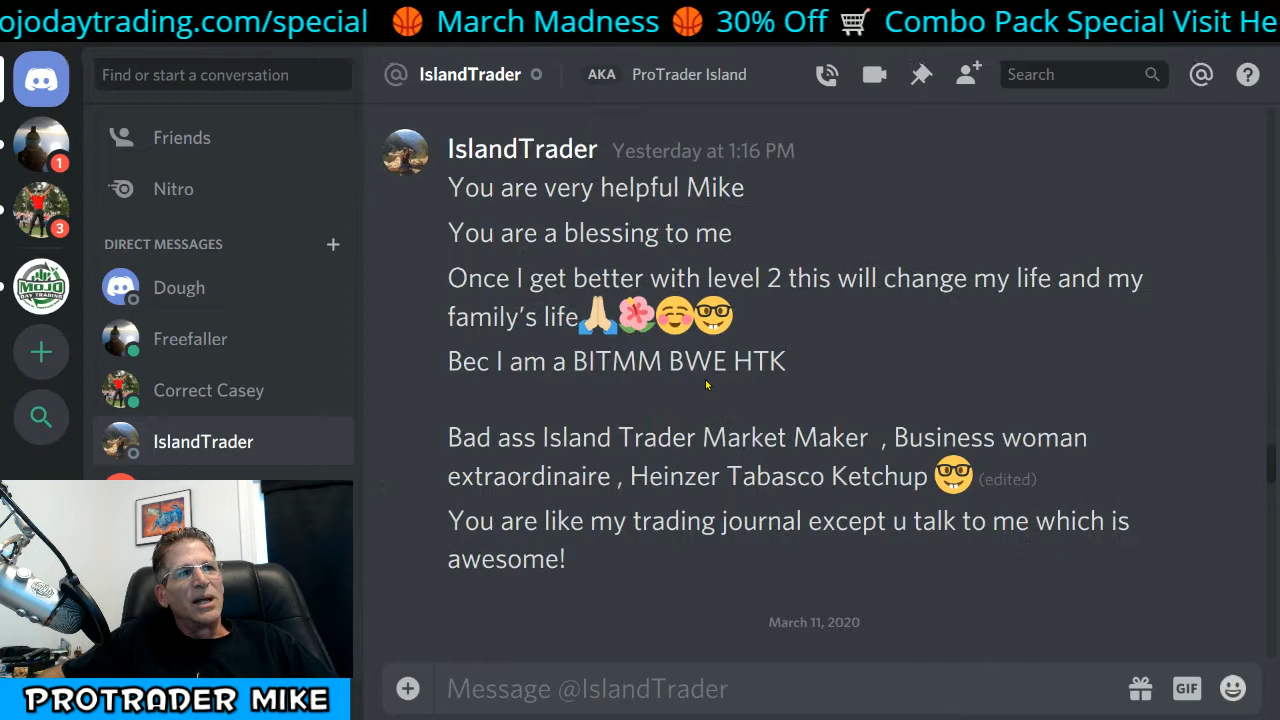 ojodaytrading.com/special 🏀 March Madness 🏀 30% Off 🛒 Combo Pack Special Visit He
Find or start a conversation
IslandTrader
AKA ProTrader Island
Search
1
3
MOJO
DAY TRADING
Friends
Nitro
DIRECT MESSAGES
Dough
Freefaller
Correct Casey
IslandTrader
IslandTrader Yesterday at 1:16 PM
You are very helpful Mike
You are a blessing to me
Once I get better with level 2 this will change my life and my
family’s life🙏🏼🌺☺️🤓
Bec I am a BITMM BWE HTK
Bad ass Island Trader Market Maker , Business woman
extraordinaire , Heinzer Tabasco Ketchup 🤓 (edited)
You are like my trading journal except u talk to me which is
awesome!
March 11, 2020
Message @IslandTrader
GIF
PROTRADER MIKE